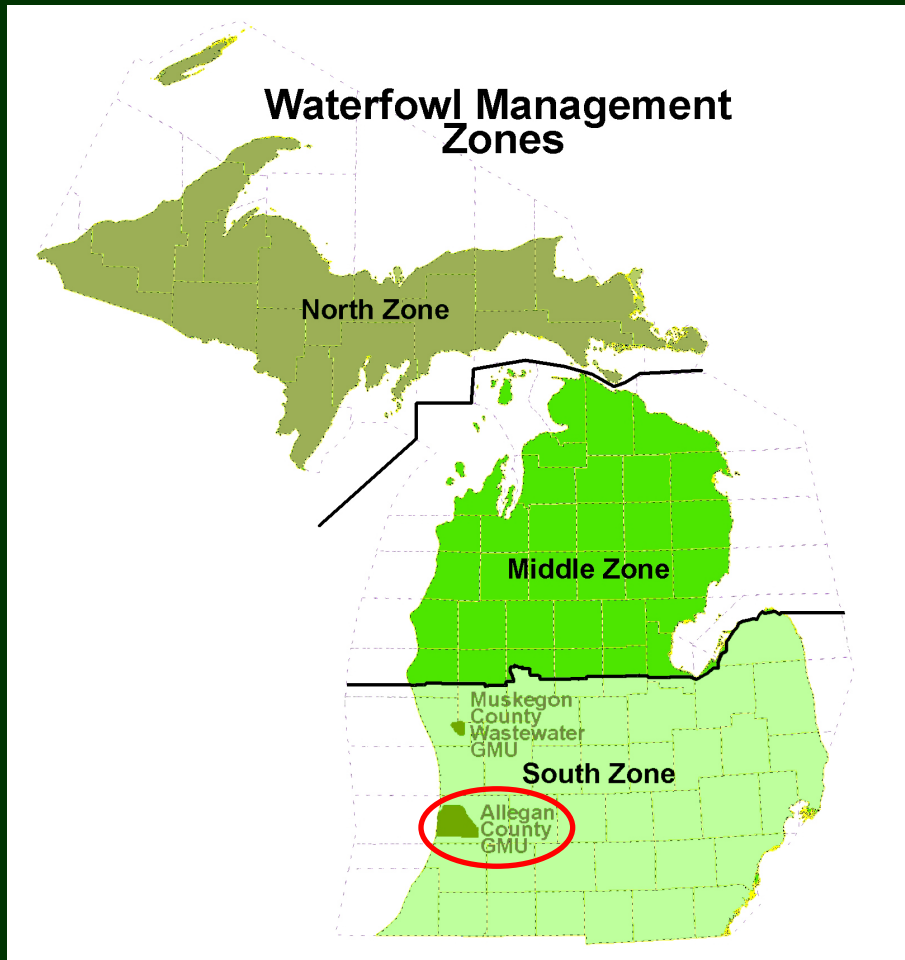 Waterfowl Management
Zones
North Zone
Middle Zone
Muskegon
County
Wastewater
GMU
South Zone
Allegan
County
GMU